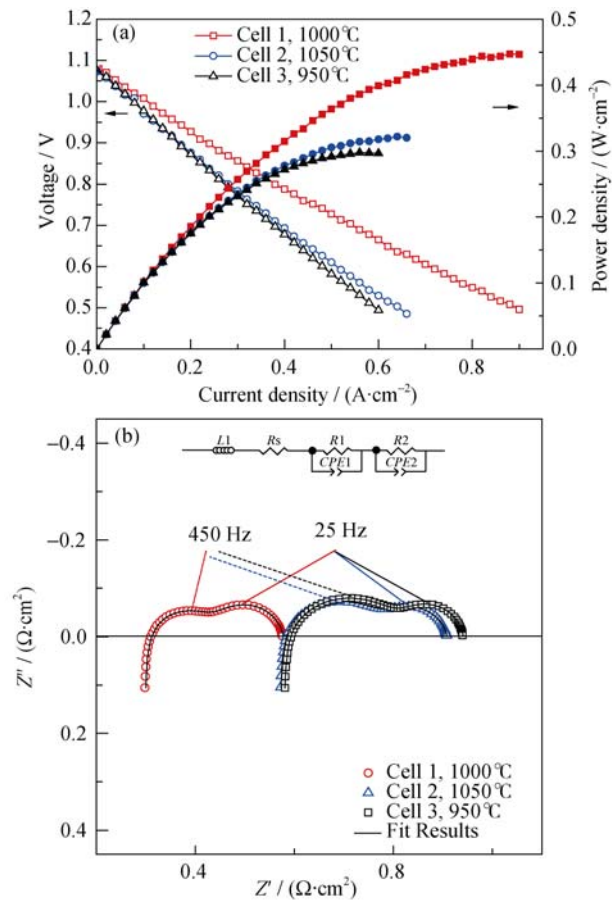 (a)
Cell 1, 1000℃
Cell 2, 1050℃
Cell 3, 950℃
1.2
1.1
1.0
0.9
0.8
0.7
0.6
0.5
0.4
Voltage / V
0.5
0.4
0.3
0.2
0.1
0.0
Power density / (W·cm⁻²)
0.0 0.2 0.4 0.6 0.8
Current density / (A·cm⁻²)
(b)
L1 Rs R1 R2
CPE1 CPE2
450 Hz 25 Hz
−0.4
−0.2
0.0
0.2
0.4
Z'' / (Ω·cm²)
Cell 1, 1000℃
Cell 2, 1050℃
Cell 3, 950℃
Fit Results
0.4 0.8
Z' / (Ω·cm²)